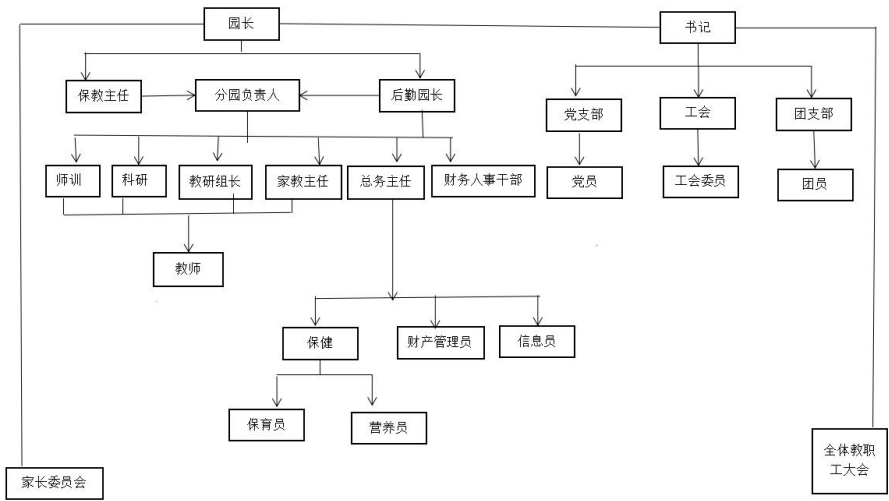 园长
书记
保教主任
分园负责人
后勤园长
党支部
工会
团支部
师训
科研
教研组长
家教主任
总务主任
财务人事干部
党员
工会委员
团员
教师
保健
财产管理员
信息员
保育员
营养员
全体教职
工大会
家长委员会